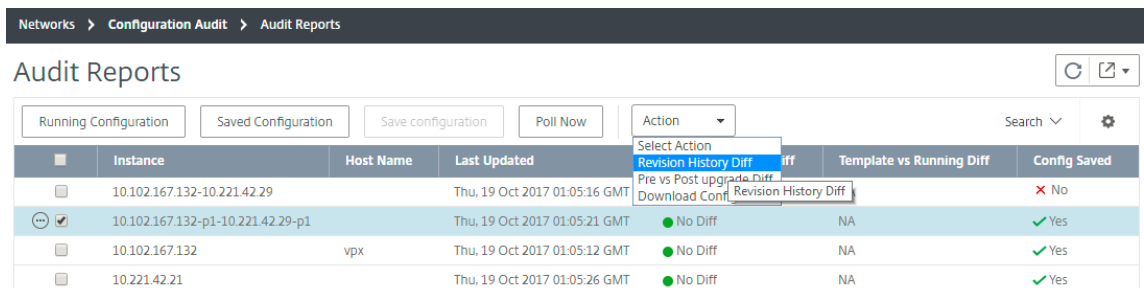 Networks > Configuration Audit > Audit Reports
Audit Reports
Running Configuration Saved Configuration Save configuration Poll Now Action Search
Select Action
Instance Host Name Last Updated Revision History Diff iff Template vs Running Diff Config Saved
Pre vs Post upgrade Diff
10.102.167.132-10.221.42.29 Thu, 19 Oct 2017 01:05:16 GMT Download Conf Revision History Diff No
10.102.167.132-p1-10.221.42.29-p1 Thu, 19 Oct 2017 01:05:21 GMT No Diff NA Yes
10.102.167.132 vpx Thu, 19 Oct 2017 01:05:12 GMT No Diff NA Yes
10.221.42.21 Thu, 19 Oct 2017 01:05:26 GMT No Diff NA Yes